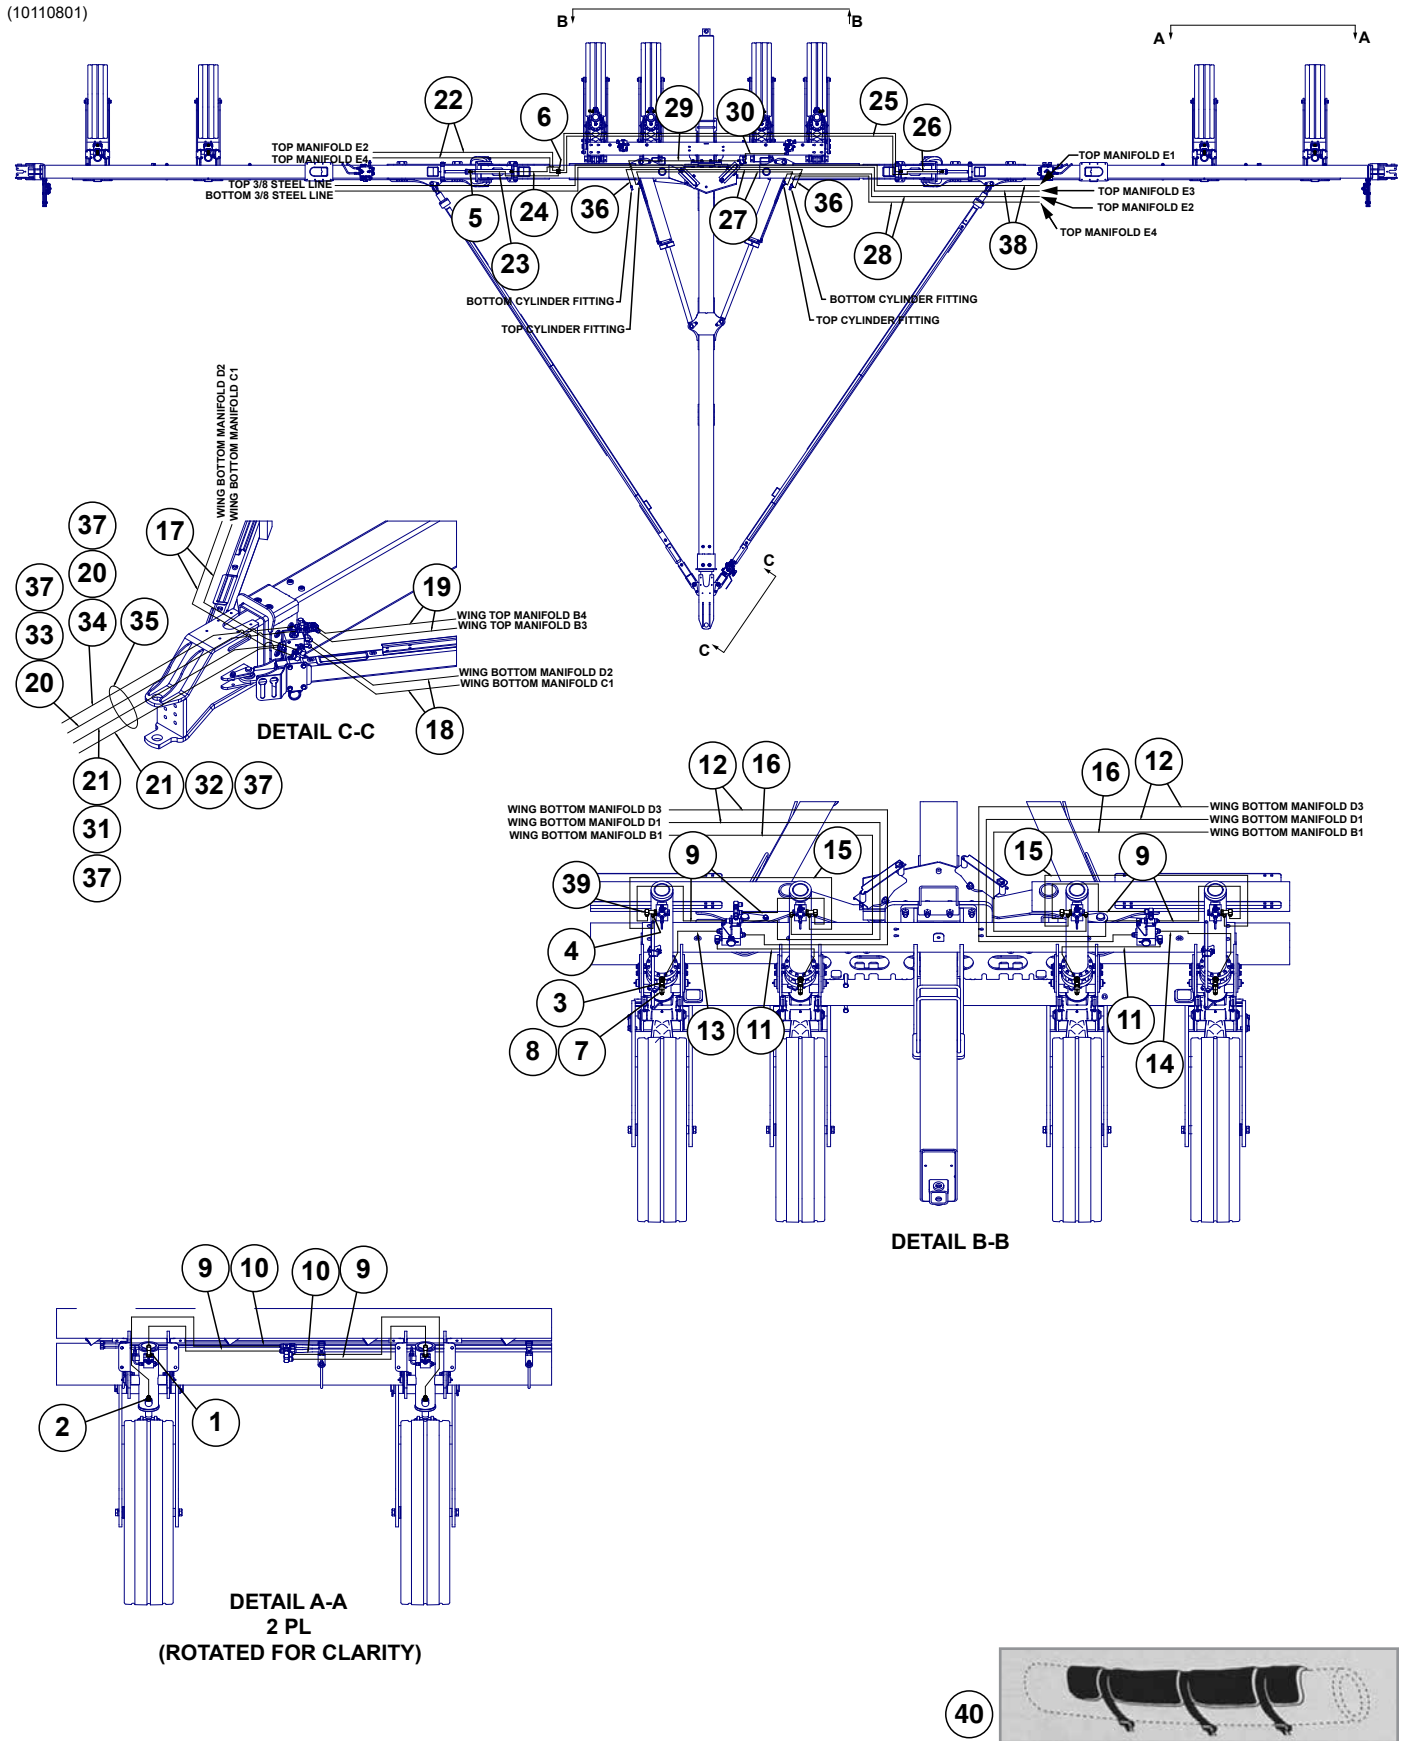 (10110801)
B B
A A
22
6
29
30
25
26
TOP MANIFOLD E2
TOP MANIFOLD E4
TOP MANIFOLD E1
TOP 3/8 STEEL LINE
BOTTOM 3/8 STEEL LINE
TOP MANIFOLD E3
TOP MANIFOLD E2
TOP MANIFOLD E4
5
24
36
27
36
23
28
38
BOTTOM CYLINDER FITTING
BOTTOM CYLINDER FITTING
TOP CYLINDER FITTING
TOP CYLINDER FITTING
C
C
WING BOTTOM MANIFOLD D2
WING BOTTOM MANIFOLD C1
37
17
20
37
19
34
35
33
20
WING TOP MANIFOLD B4
WING TOP MANIFOLD B3
WING BOTTOM MANIFOLD D2
WING BOTTOM MANIFOLD C1
18
DETAIL C-C
21
21 32 37
31
37
12 16
16 12
WING BOTTOM MANIFOLD D3
WING BOTTOM MANIFOLD D1
WING BOTTOM MANIFOLD B1
WING BOTTOM MANIFOLD D3
WING BOTTOM MANIFOLD D1
WING BOTTOM MANIFOLD B1
9
15
15
9
39
4
3
8 7
13
11
11
14
DETAIL B-B
9 10 10 9
2
1
DETAIL A-A
2 PL
(ROTATED FOR CLARITY)
40